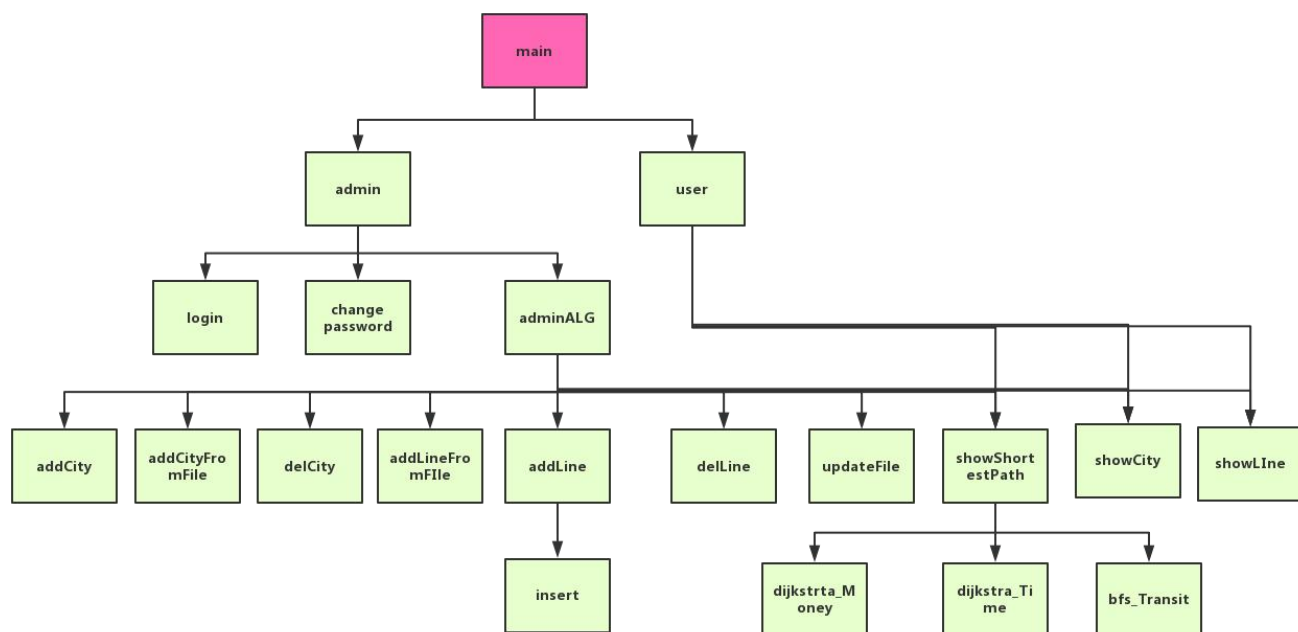 main
admin
user
login
change
password
adminALG
addCity
addCityFro
mFile
delCity
addLineFro
mFIle
addLine
delLine
updateFile
showShort
estPath
showCity
showLIne
insert
dijkstrta_M
oney
dijkstra_Ti
me
bfs_Transit